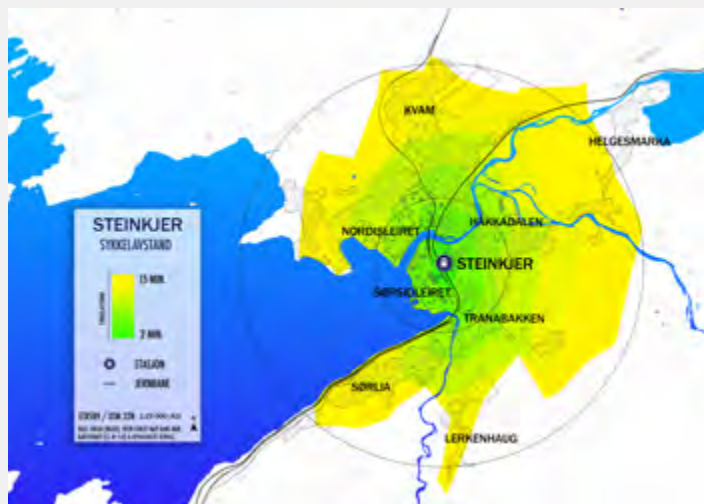 KVAM
HELGESMARKA
NORDSILEIRET
HAKKADALEN
STEINKJER
SØRSIDLEIRET
TRANABAKKEN
SØRLIA
LERKENHAUG
STEINKJER
SYKKELAVSTAND
15 MIN.
2 MIN.
STASJON
JERNBANE